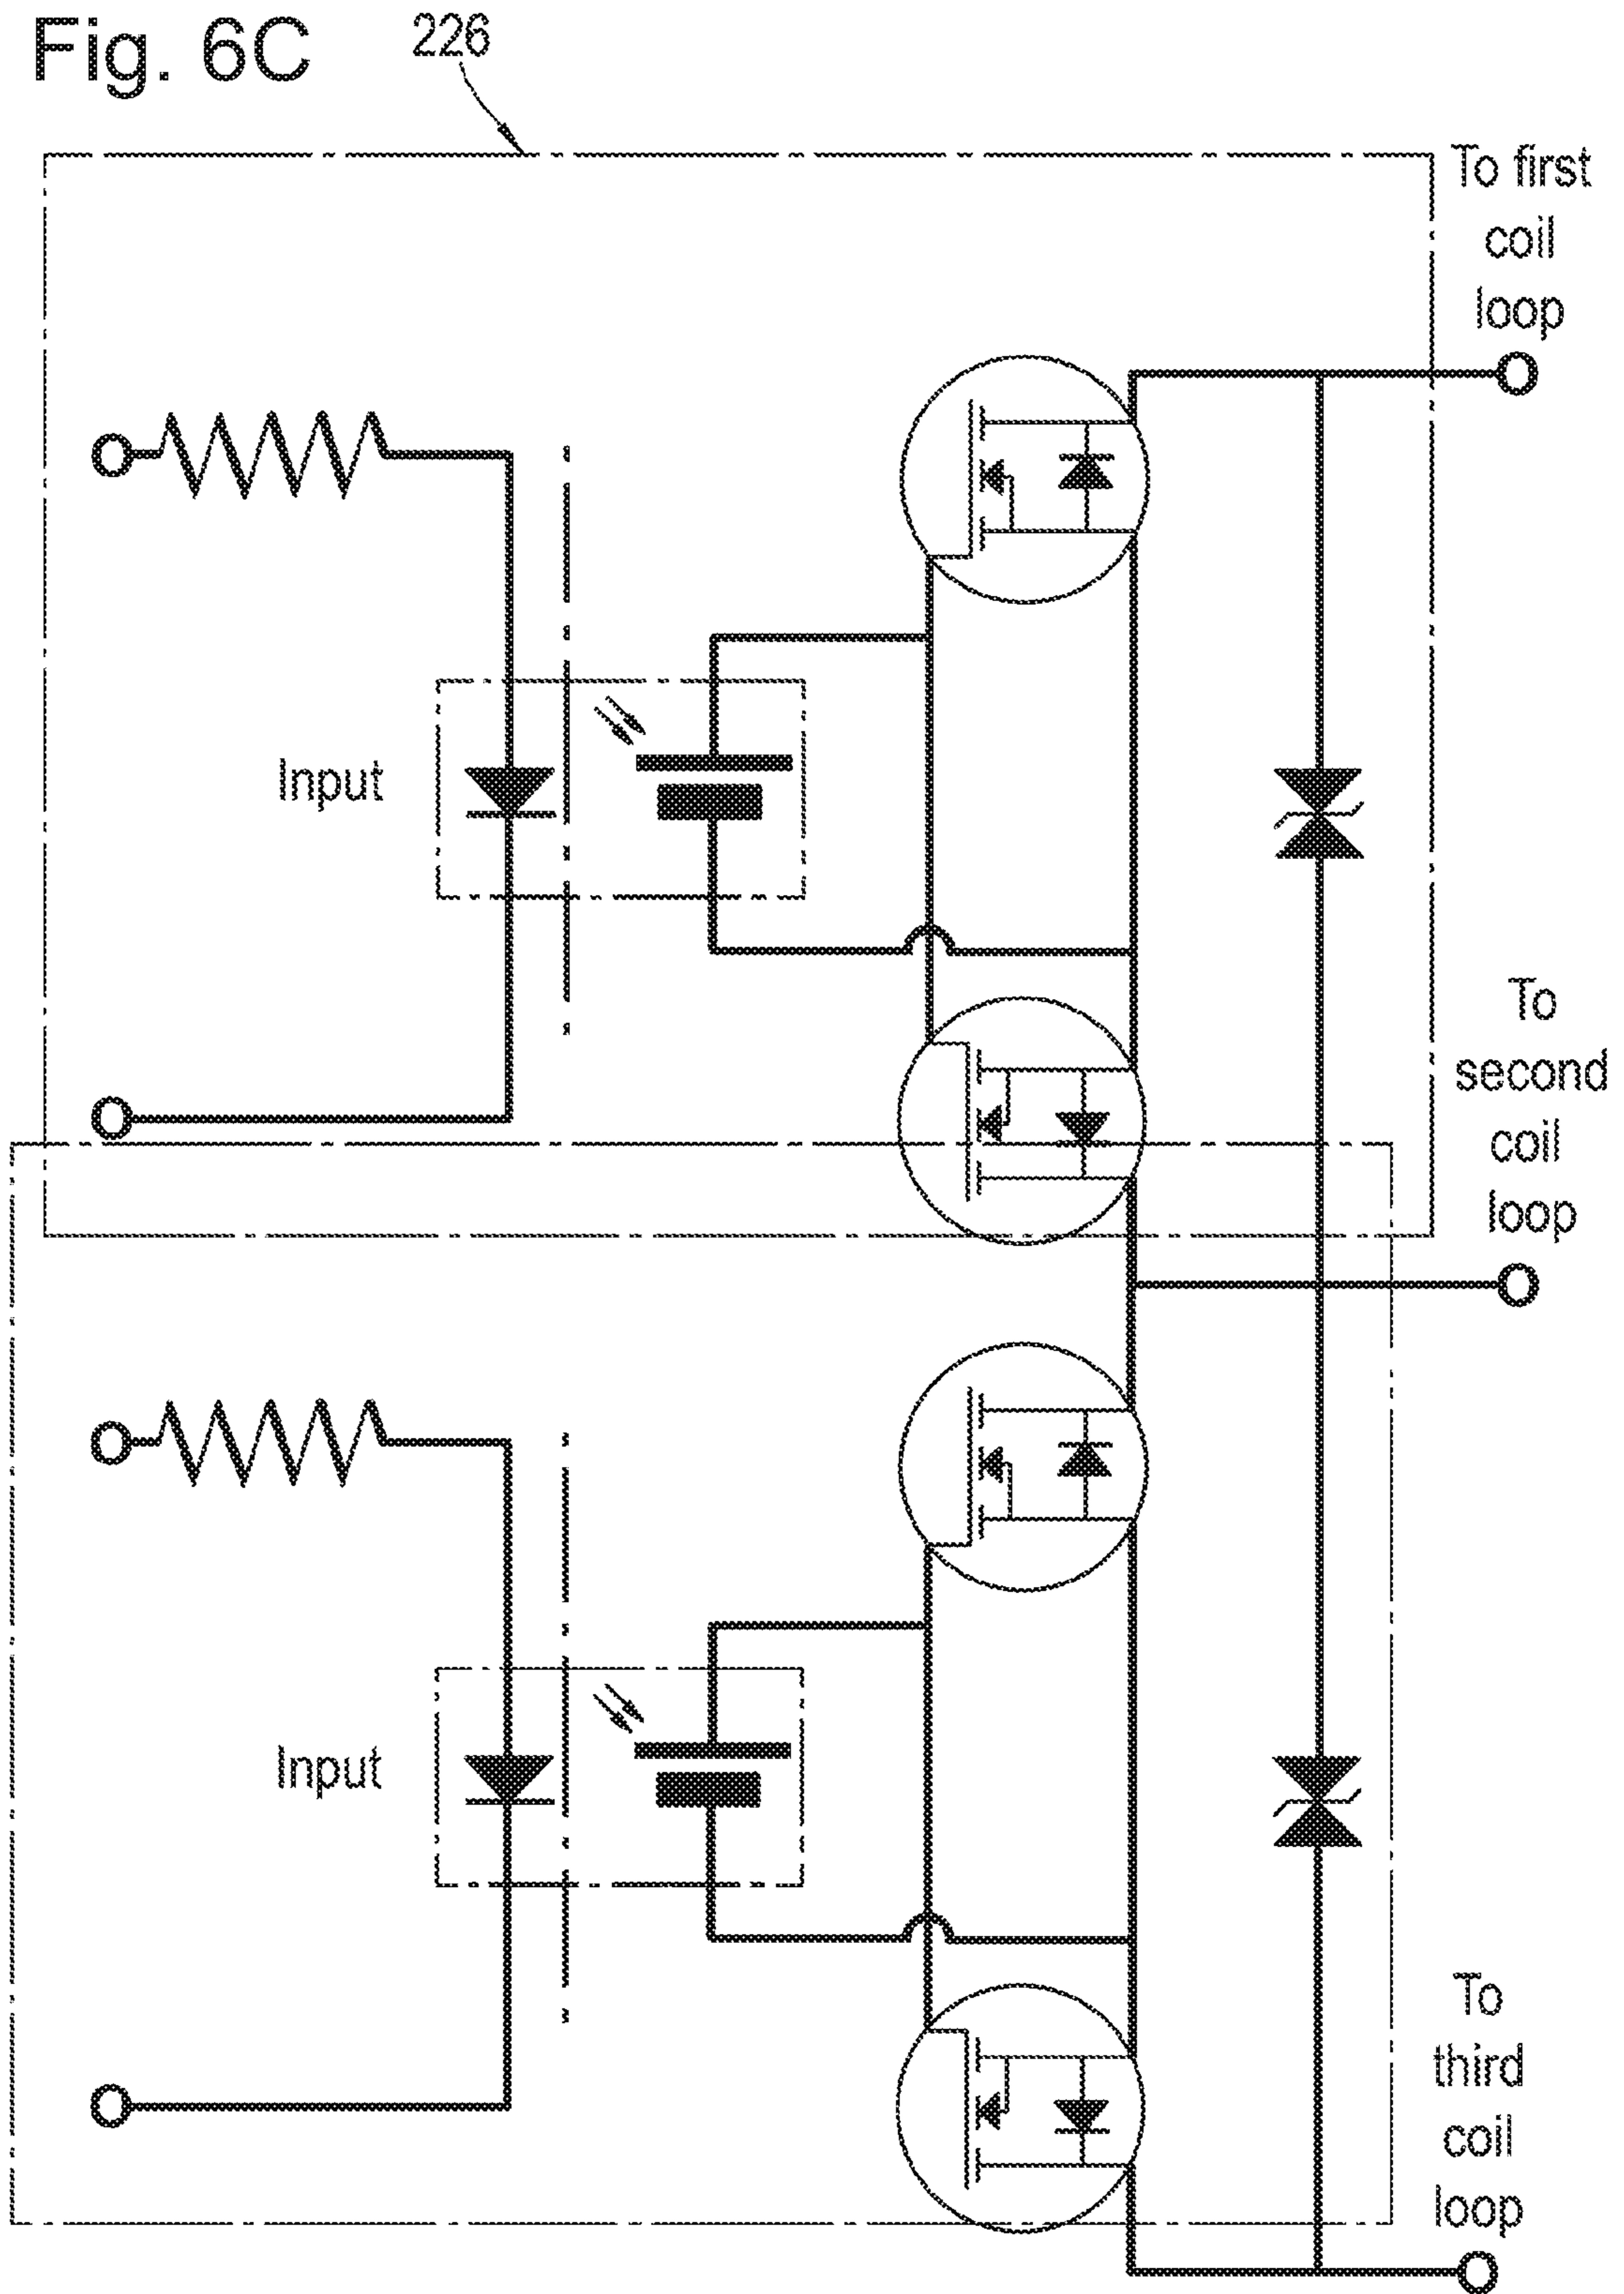 Fig. 6C
226
To first
coil
loop
Input
To
second
coil
loop
Input
To
third
coil
loop